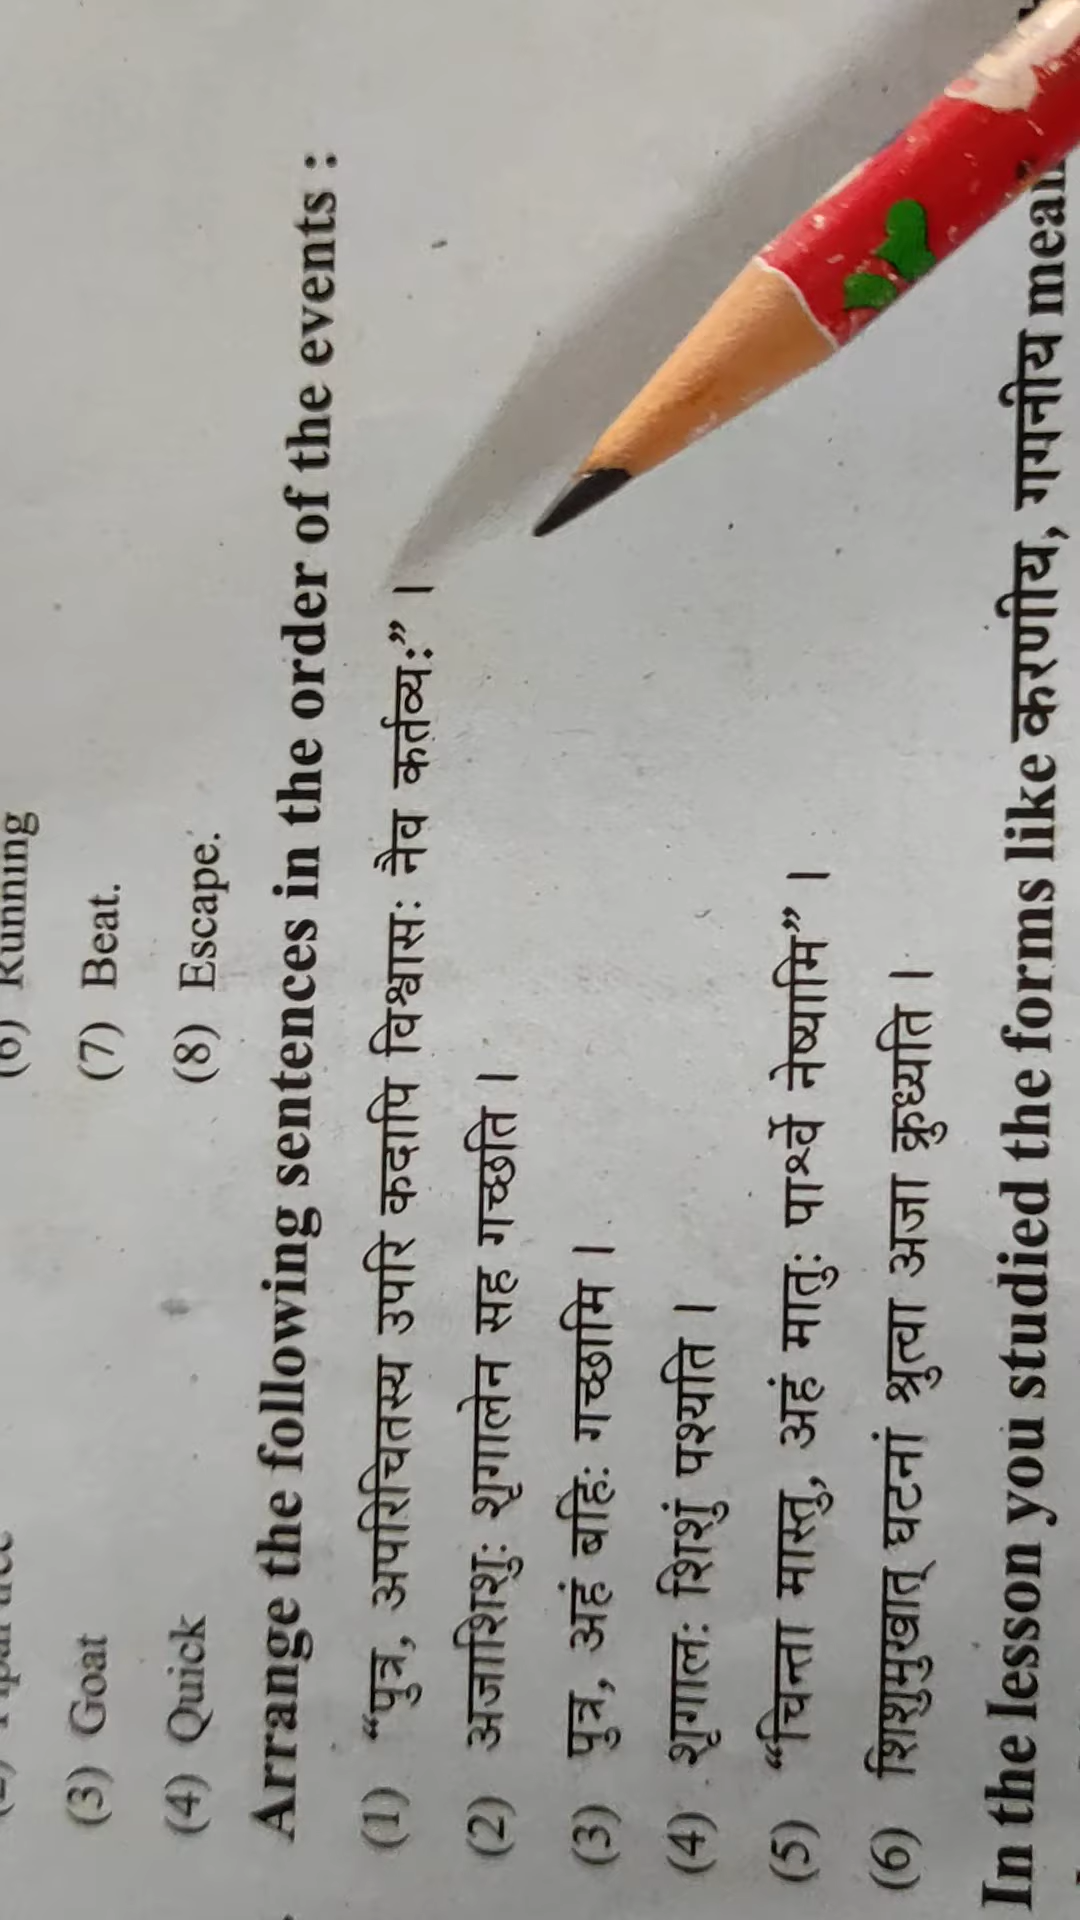 (6) Running
(3) Goat (7) Beat.
(4) Quick (8) Escape.
Arrange the following sentences in the order of the events :
(1) “पुत्र, अपरिचितस्य उपरि कदापि विश्वासः नैव कर्तव्यः” ।
(2) अजाशिशुः शृगालेन सह गच्छति ।
(3) पुत्र, अहं बहिः गच्छामि ।
(4) शृगालः शिशुं पश्यति ।
(5) “चिन्ता मास्तु, अहं मातुः पार्श्वे नेष्यामि” ।
(6) शिशुमुखात् घटनां श्रुत्वा अजा क्रुध्यति ।
In the lesson you studied the forms like करणीय, गमनीय